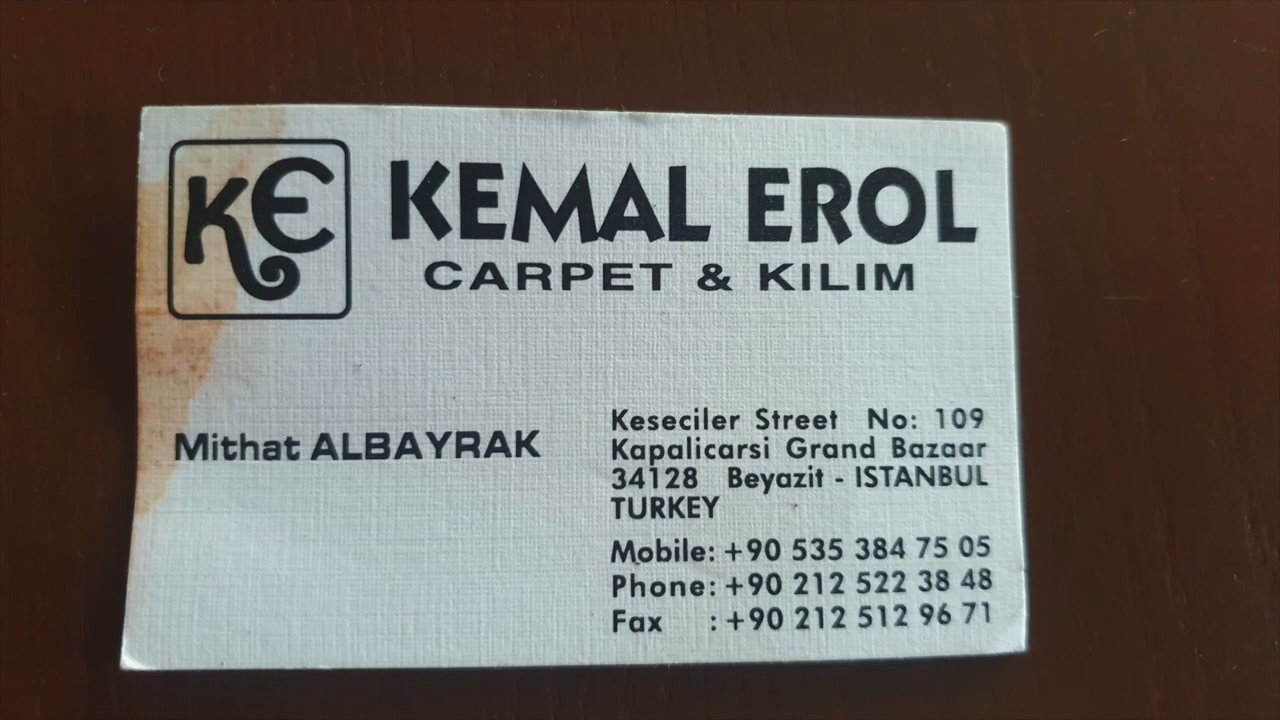 KE
KEMAL EROL
CARPET & KILIM
Mithat ALBAYRAK
Keseciler Street No: 109
Kapalicarsi Grand Bazaar
34128 Beyazit - ISTANBUL
TURKEY
Mobile: +90 535 384 75 05
Phone: +90 212 522 38 48
Fax : +90 212 512 96 71